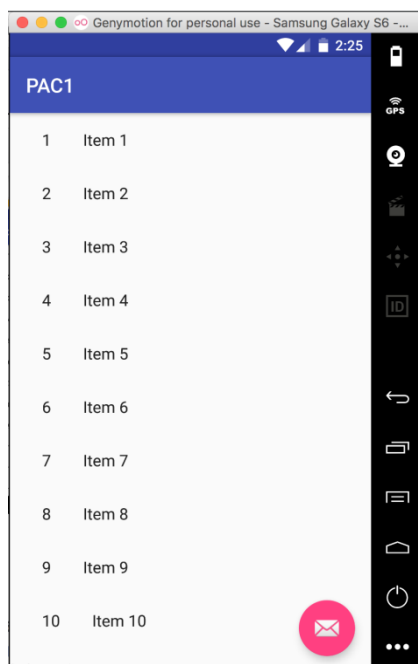 Genymotion for personal use - Samsung Galaxy S6 -...
2:25
PAC1
GPS
1 Item 1
2 Item 2
3 Item 3
4 Item 4
ID
5 Item 5
6 Item 6
7 Item 7
8 Item 8
9 Item 9
10 Item 10